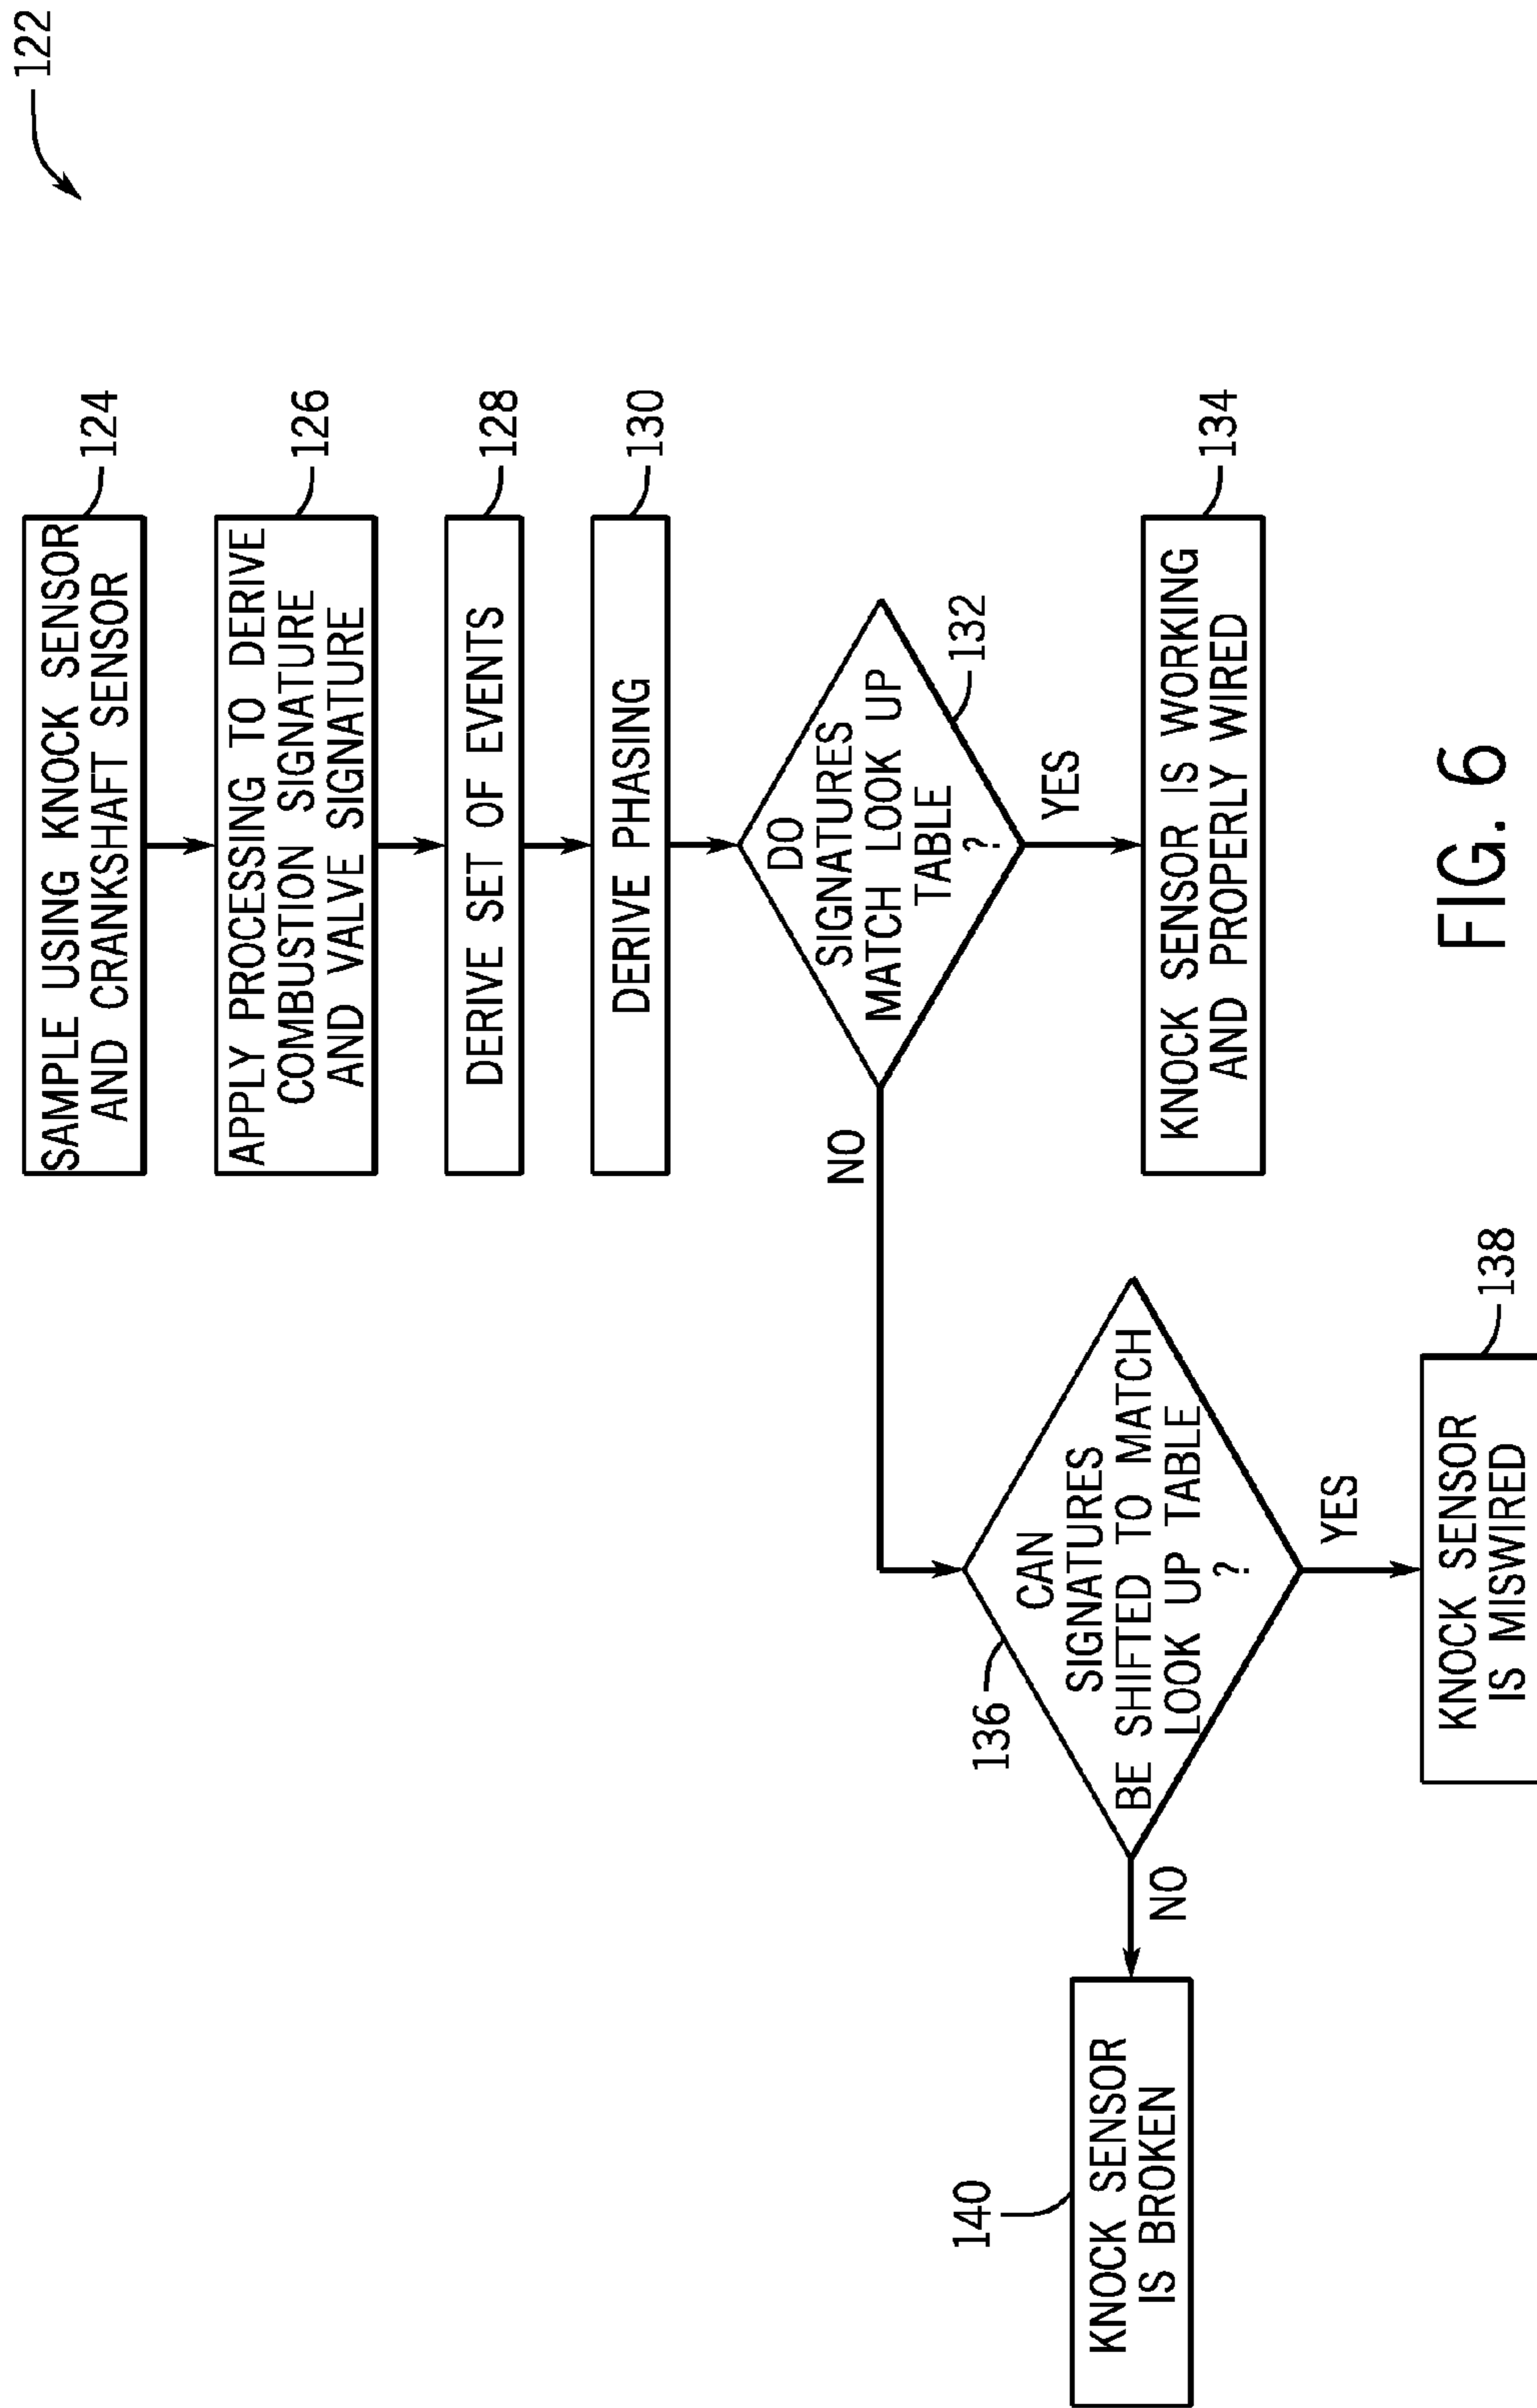 122
SAMPLE USING KNOCK SENSOR
AND CRANKSHAFT SENSOR
124
APPLY PROCESSING TO DERIVE
COMBUSTION SIGNATURE
AND VALVE SIGNATURE
126
DERIVE SET OF EVENTS
128
DERIVE PHASING
130
DO
SIGNATURES
MATCH LOOK UP
TABLE
?
132
NO
YES
KNOCK SENSOR IS WORKING
AND PROPERLY WIRED
134
CAN
SIGNATURES
BE SHIFTED TO MATCH
LOOK UP TABLE
?
136
NO
YES
KNOCK SENSOR
IS MISWIRED
138
KNOCK SENSOR
IS BROKEN
140
FIG. 6